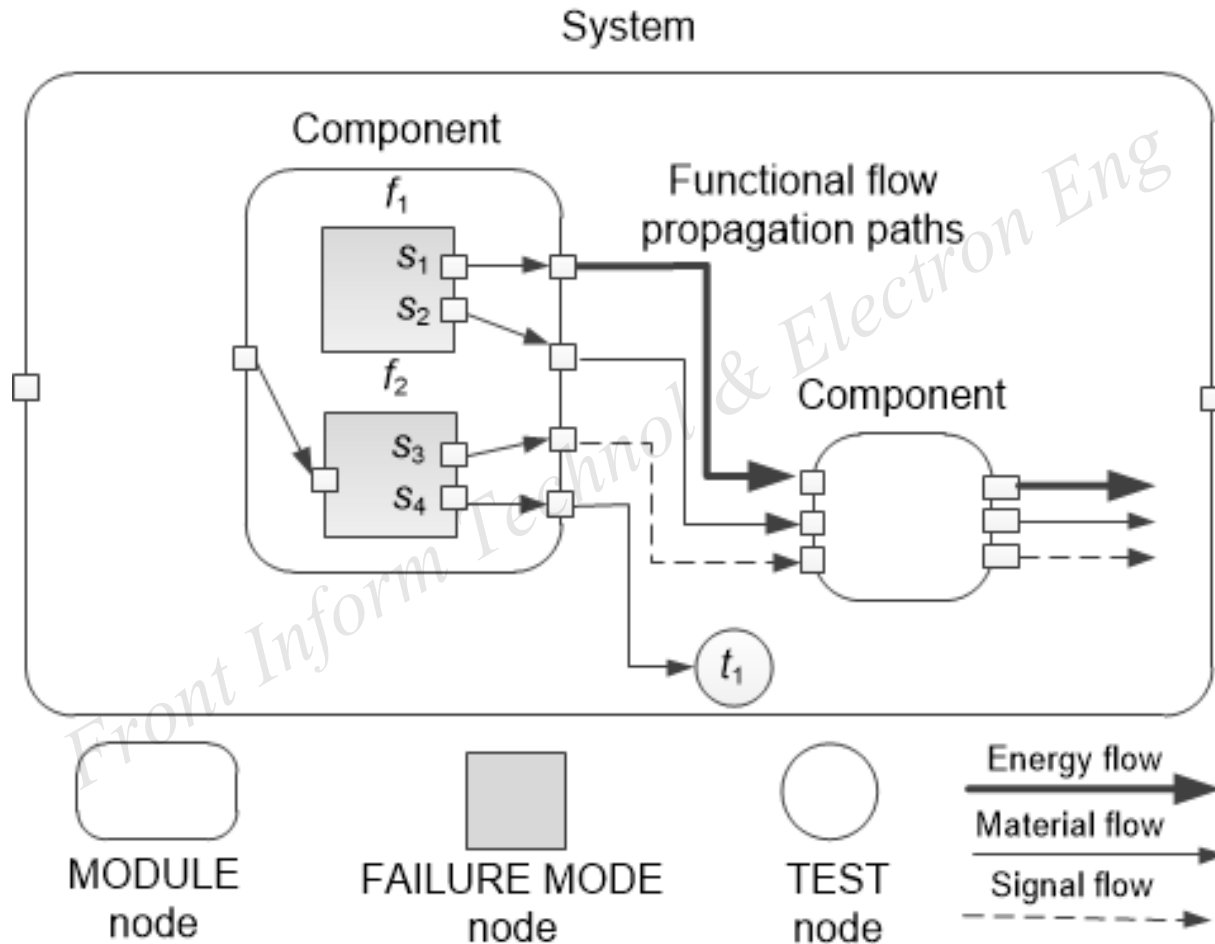 System
Component
Functional flow
propagation paths
f1
s1
s2
f2
s3
s4
Component
t1
Front Inform Technol & Electron Eng
MODULE
node
FAILURE MODE
node
TEST
node
Energy flow
Material flow
Signal flow